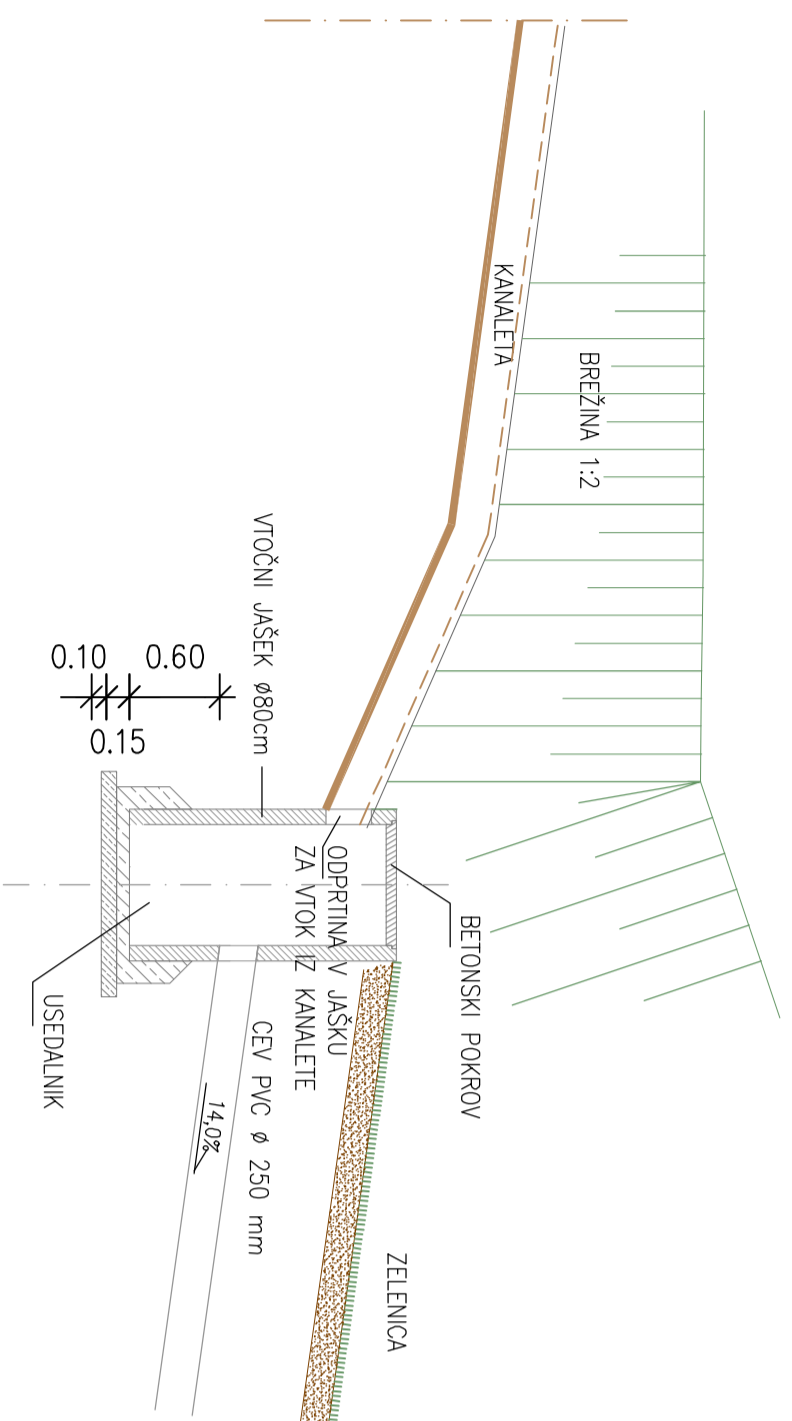 KANALETA
BREŽINA 1:2
VTOČNI JAŠEK Ø80cm
0.10
0.60
0.15
ODPRTINA V JAŠKU
ZA VTOK IZ KANALETE
BETONSKI POKROV
USEDALNIK
CEV PVC Ø 250 mm
14,0%
ZELENICA